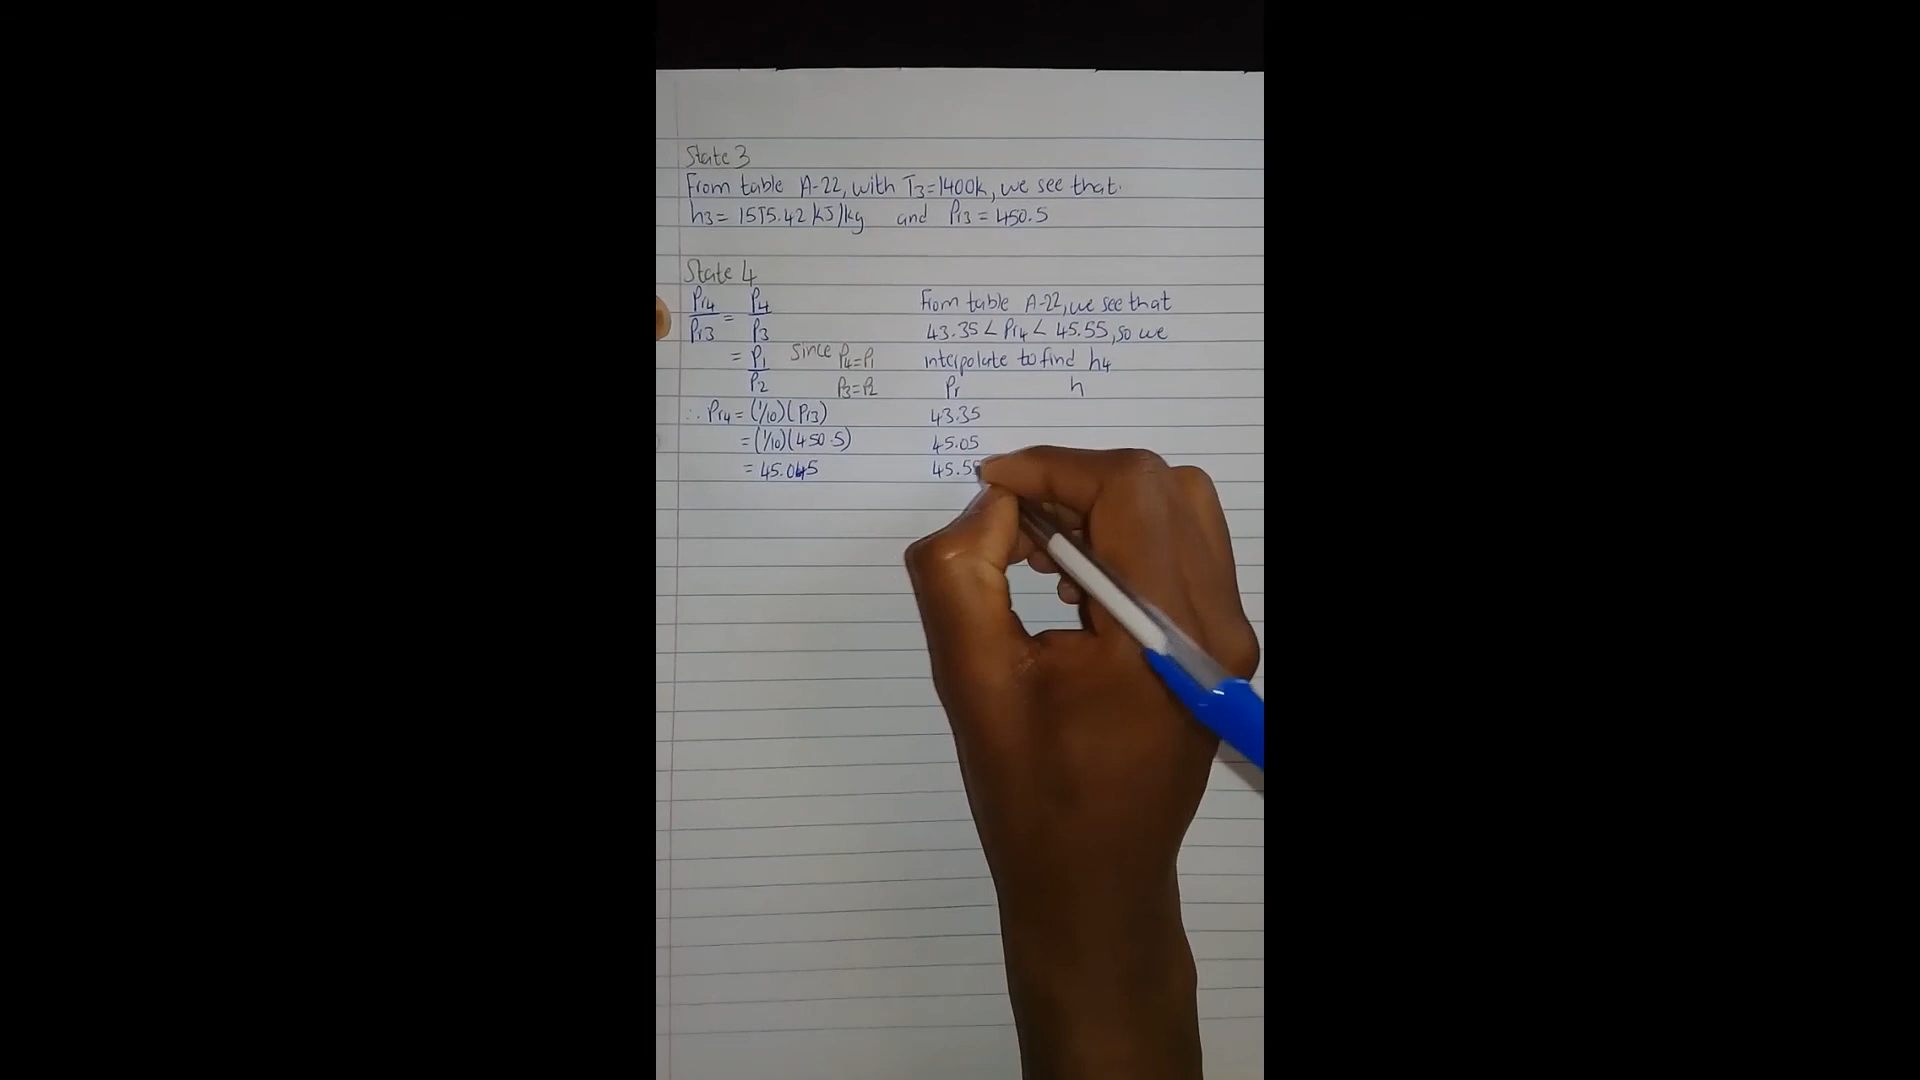 State 3
From table A-22, with T3=1400k, we see that.
h3= 1515.42 kJ/kg and Pr3 = 450.5
State 4
Pr4/Pr3 = P4/P3
= P1/P2 since P4=P1
P3=P2
∴ Pr4 = (1/10)(Pr3)
= (1/10)(450.5)
= 45.045
From table A-22, we see that
43.35 < Pr4 < 45.55, so we
interpolate to find h4
Pr h
43.35
45.05
45.55